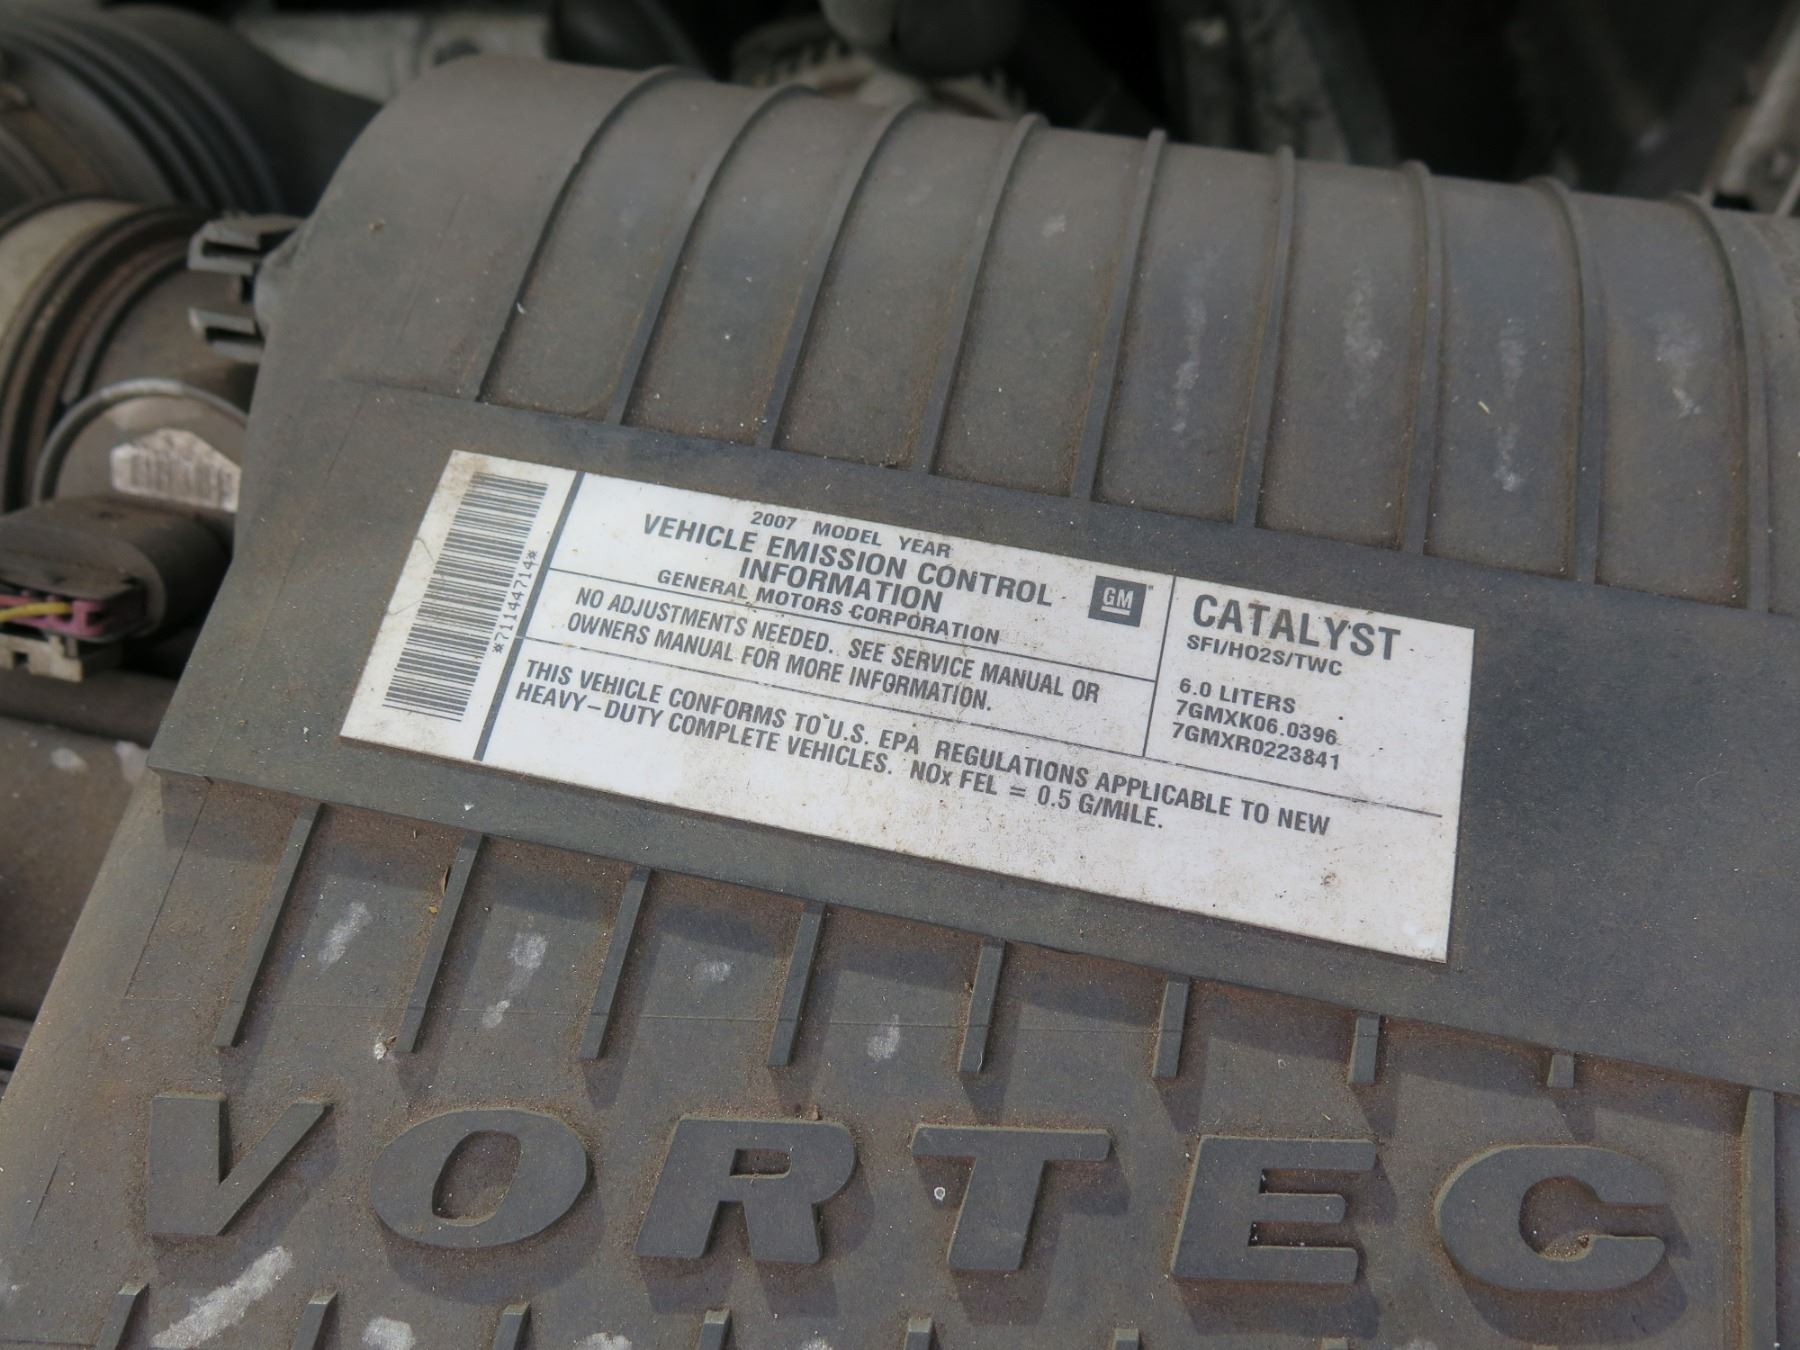 *71144714*
2007 MODEL YEAR
VEHICLE EMISSION CONTROL
INFORMATION
GENERAL MOTORS CORPORATION
GM
NO ADJUSTMENTS NEEDED. SEE SERVICE MANUAL OR
OWNERS MANUAL FOR MORE INFORMATION.
CATALYST
SFI/HO2S/TWC
6.0 LITERS
7GMXK06.0396
7GMXR0223841
THIS VEHICLE CONFORMS TO U.S. EPA REGULATIONS APPLICABLE TO NEW
HEAVY-DUTY COMPLETE VEHICLES. NOx FEL = 0.5 G/MILE.
VORTEC